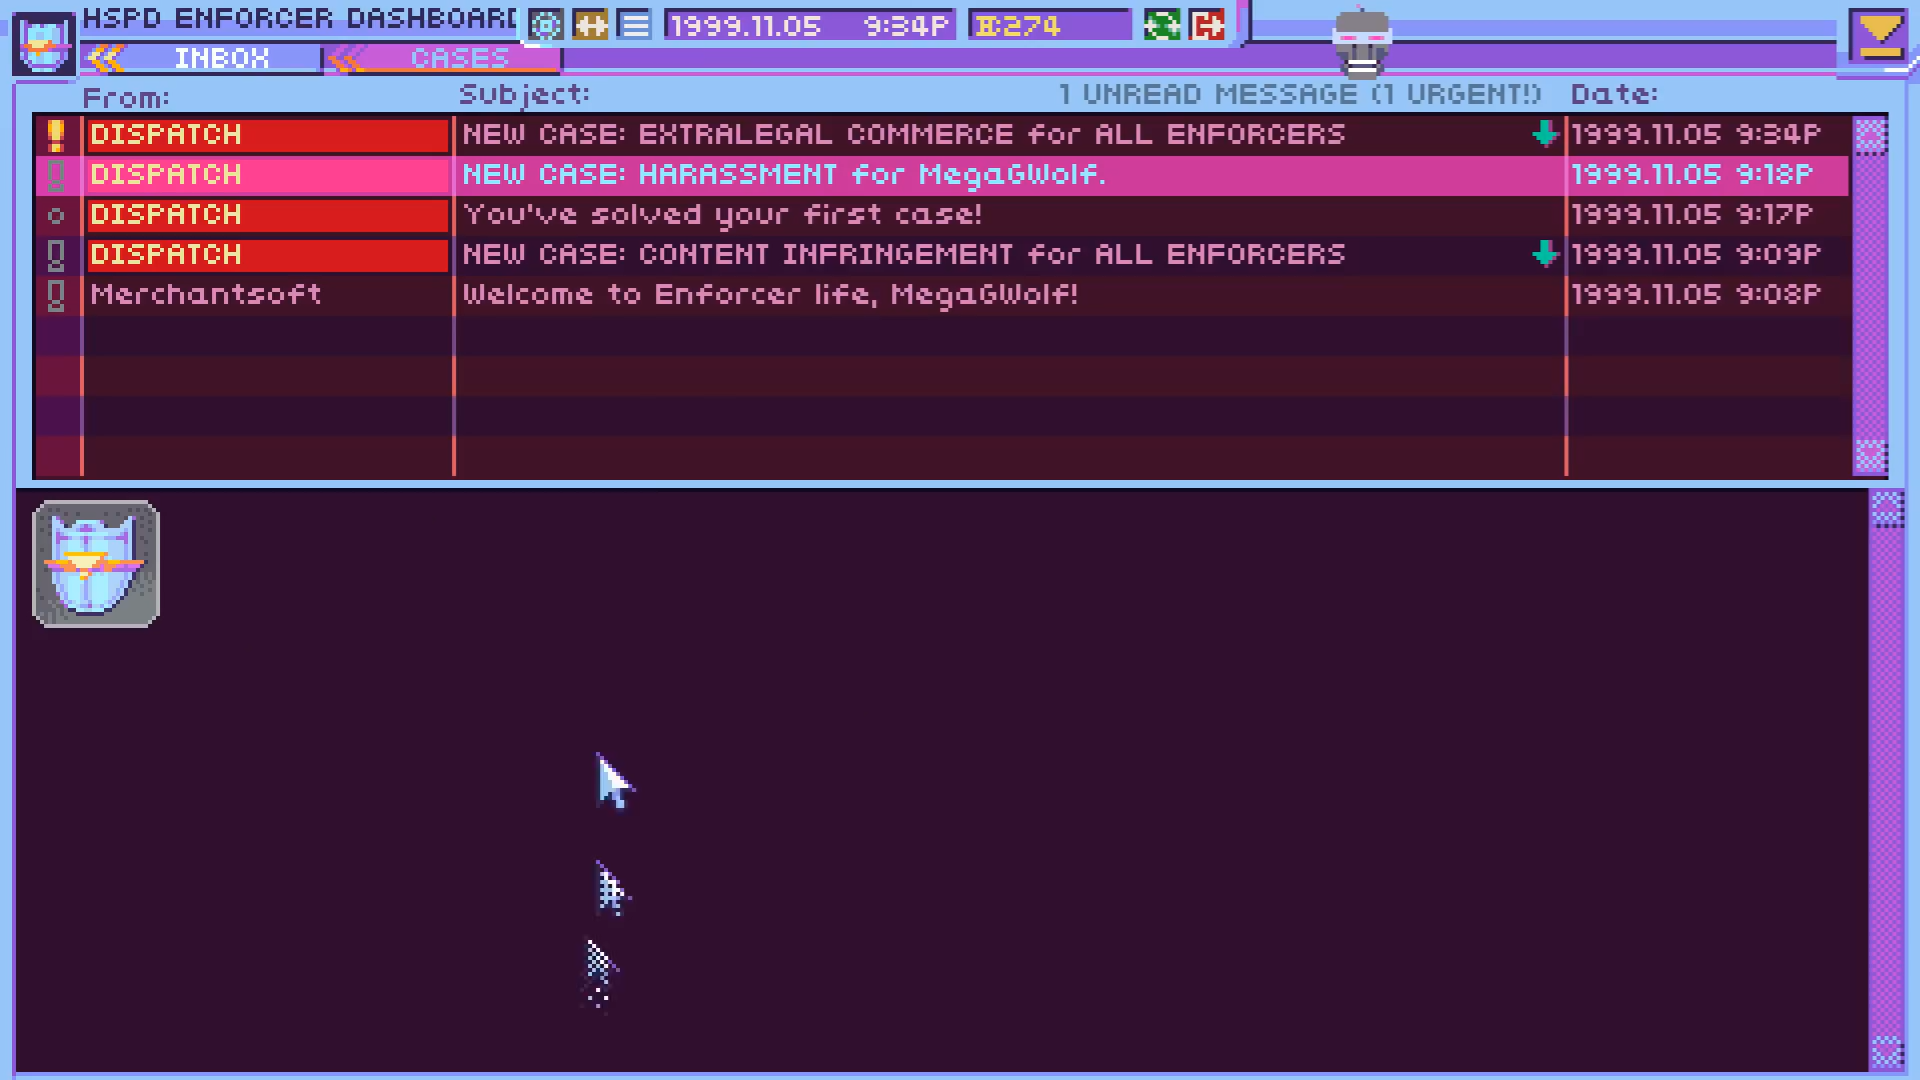 HSPD ENFORCER DASHBOARD
1999.11.05 9:34P
274
INBOX
CASES
From:
Subject:
1 UNREAD MESSAGE (1 URGENT!)
Date:
DISPATCH NEW CASE: EXTRALEGAL COMMERCE for ALL ENFORCERS 1999.11.05 9:34P
DISPATCH NEW CASE: HARASSMENT for MegaGWolf. 1999.11.05 9:18P
DISPATCH You've solved your first case! 1999.11.05 9:17P
DISPATCH NEW CASE: CONTENT INFRINGEMENT for ALL ENFORCERS 1999.11.05 9:09P
Merchantsoft Welcome to Enforcer life, MegaGWolf! 1999.11.05 9:08P